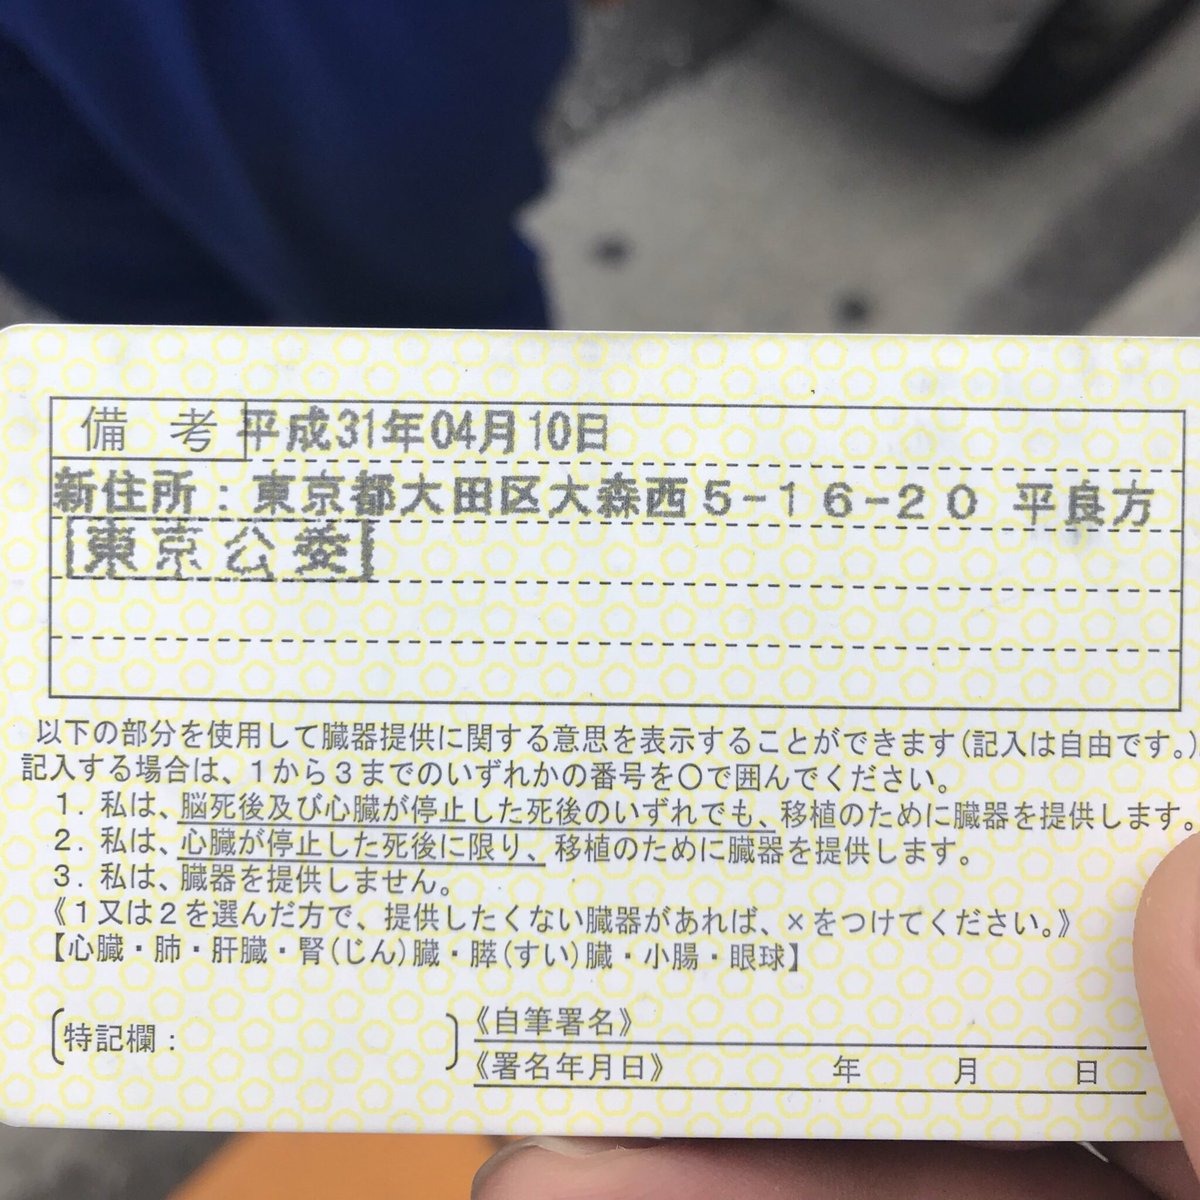 備考 平成31年04月10日
新住所:東京都大田区大森西5-16-20 平良方
東京公委
以下の部分を使用して臓器提供に関する意思を表示することができます(記入は自由です。)
記入する場合は、1から3までのいずれかの番号を〇で囲んでください。
1. 私は、脳死後及び心臓が停止した死後のいずれでも、移植のために臓器を提供します。
2. 私は、心臓が停止した死後に限り、移植のために臓器を提供します。
3. 私は、臓器を提供しません。
《1又は2を選んだ方で、提供したくない臓器があれば、×をつけてください。》
【心臓・肺・肝臓・腎(じん)臓・膵(すい)臓・小腸・眼球】
〔特記欄: 〕
《自筆署名》
《署名年月日》 年 月 日